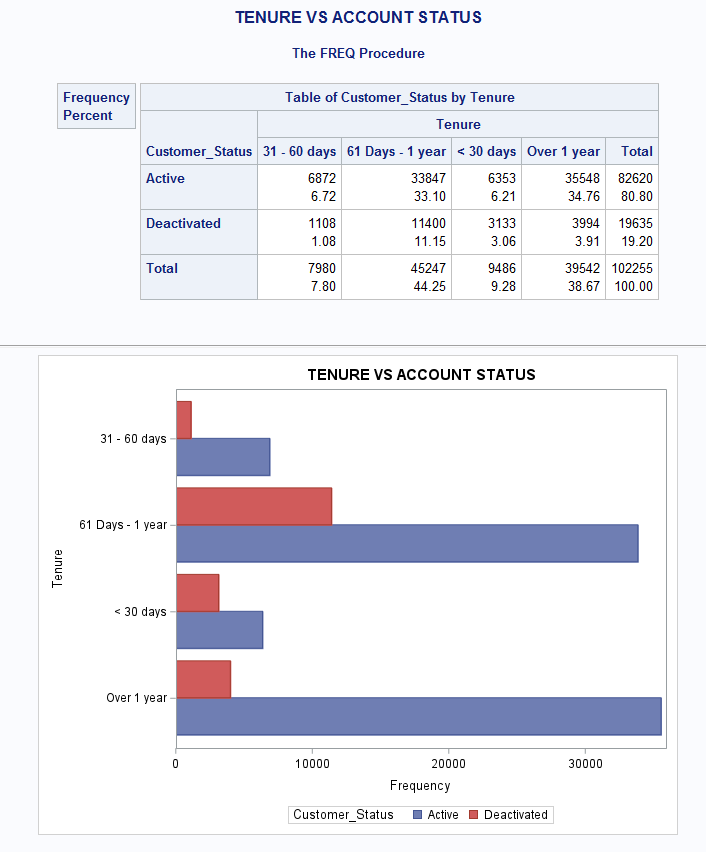 TENURE VS ACCOUNT STATUS
The FREQ Procedure
Frequency
Percent
Table of Customer_Status by Tenure
Tenure
Customer_Status 31 - 60 days 61 Days - 1 year < 30 days Over 1 year Total
Active 6872 33847 6353 35548 82620
6.72 33.10 6.21 34.76 80.80
Deactivated 1108 11400 3133 3994 19635
1.08 11.15 3.06 3.91 19.20
Total 7980 45247 9486 39542 102255
7.80 44.25 9.28 38.67 100.00
TENURE VS ACCOUNT STATUS
31 - 60 days
61 Days - 1 year
< 30 days
Over 1 year
Tenure
0 10000 20000 30000
Frequency
Customer_Status Active Deactivated